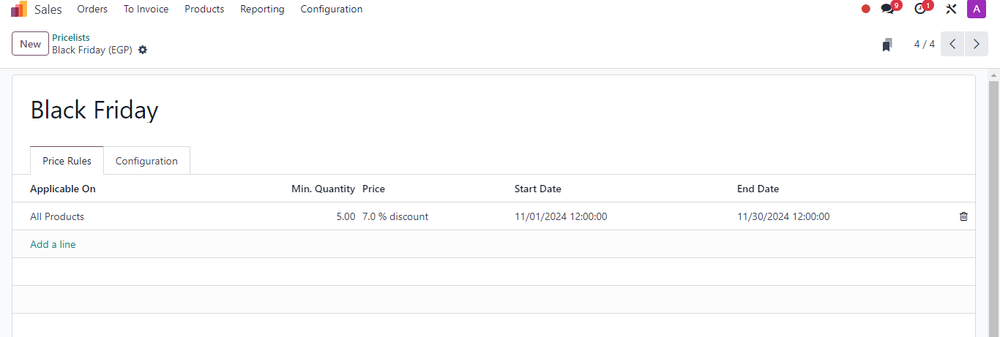 Sales Orders To Invoice Products Reporting Configuration 9 1 A
New Pricelists
Black Friday (EGP) 4 / 4
Black Friday
Price Rules Configuration
Applicable On Min. Quantity Price Start Date End Date
All Products 5.00 7.0 % discount 11/01/2024 12:00:00 11/30/2024 12:00:00
Add a line